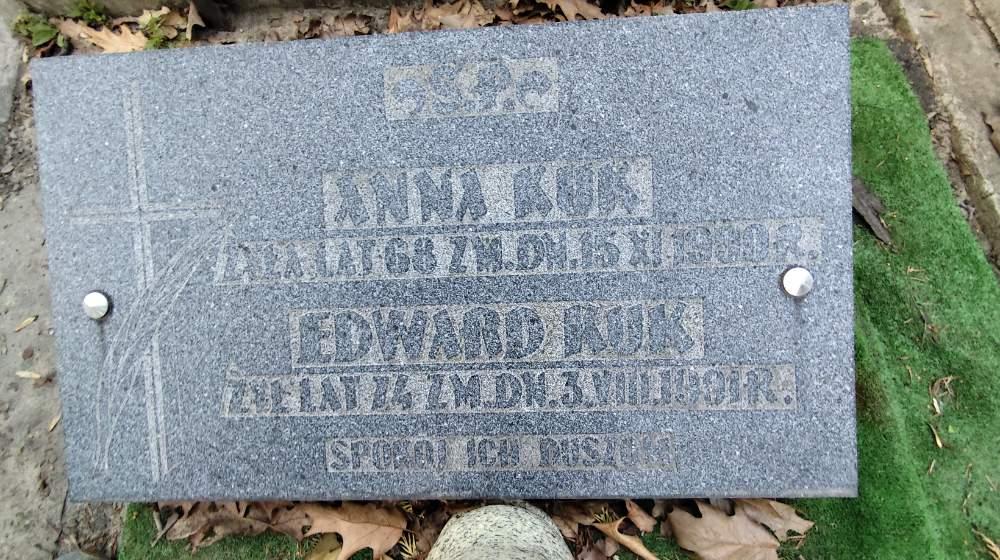 Ś.P.
ANNA KUK
ŻYŁA LAT 68 ZM. DN. 15 XI. 1990 R.
EDWARD KUK
ŻYŁ LAT 74 ZM. DN. 3. VIII. 1991 R.
SPOKÓJ ICH DUSZOM